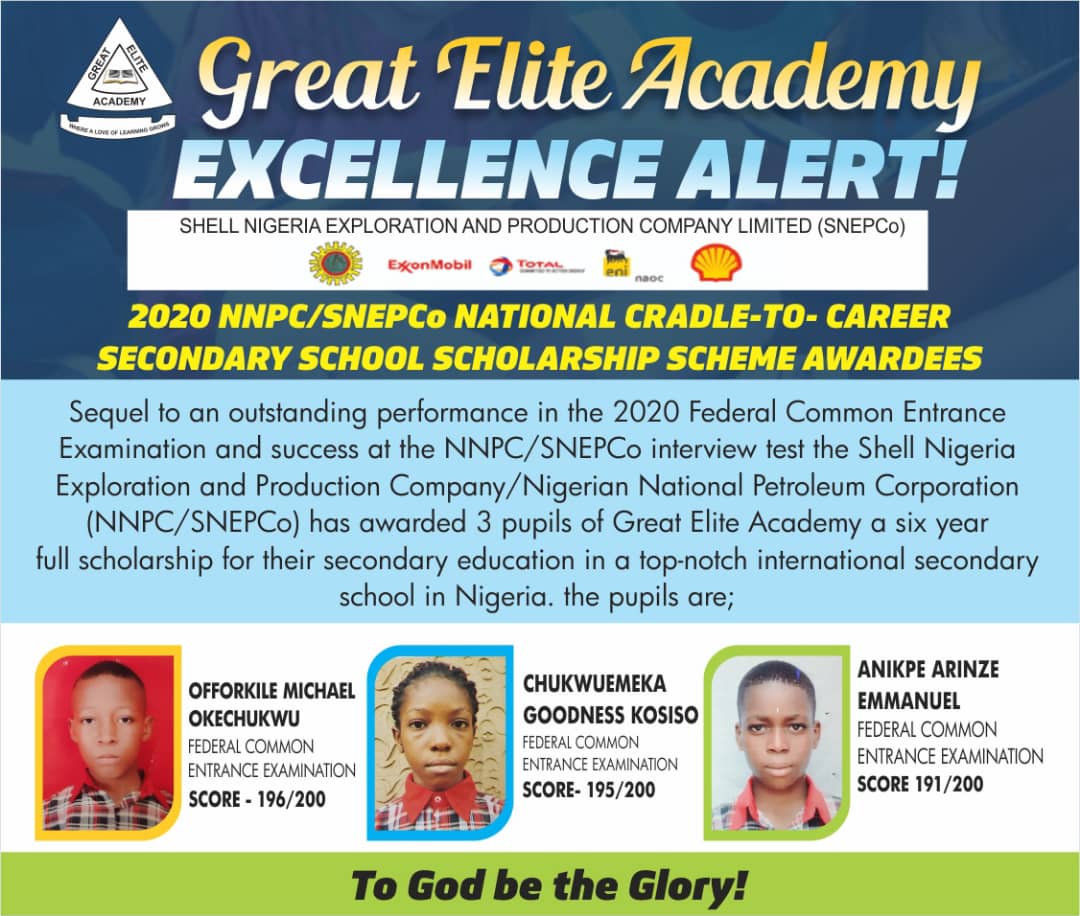 GREAT ELITE
ACADEMY
WHERE A LOVE OF LEARNING GROWS
Great Elite Academy
EXCELLENCE ALERT!
SHELL NIGERIA EXPLORATION AND PRODUCTION COMPANY LIMITED (SNEPCo)
ExxonMobil TOTAL eni naoc
2020 NNPC/SNEPCo NATIONAL CRADLE-TO- CAREER
SECONDARY SCHOOL SCHOLARSHIP SCHEME AWARDEES
Sequel to an outstanding performance in the 2020 Federal Common Entrance
Examination and success at the NNPC/SNEPCo interview test the Shell Nigeria
Exploration and Production Company/Nigerian National Petroleum Corporation
(NNPC/SNEPCo) has awarded 3 pupils of Great Elite Academy a six year
full scholarship for their secondary education in a top-notch international secondary
school in Nigeria. the pupils are;
OFFORKILE MICHAEL
OKECHUKWU
FEDERAL COMMON
ENTRANCE EXAMINATION
SCORE - 196/200
CHUKWUEMEKA
GOODNESS KOSISO
FEDERAL COMMON
ENTRANCE EXAMINATION
SCORE- 195/200
ANIKPE ARINZE
EMMANUEL
FEDERAL COMMON
ENTRANCE EXAMINATION
SCORE 191/200
To God be the Glory!